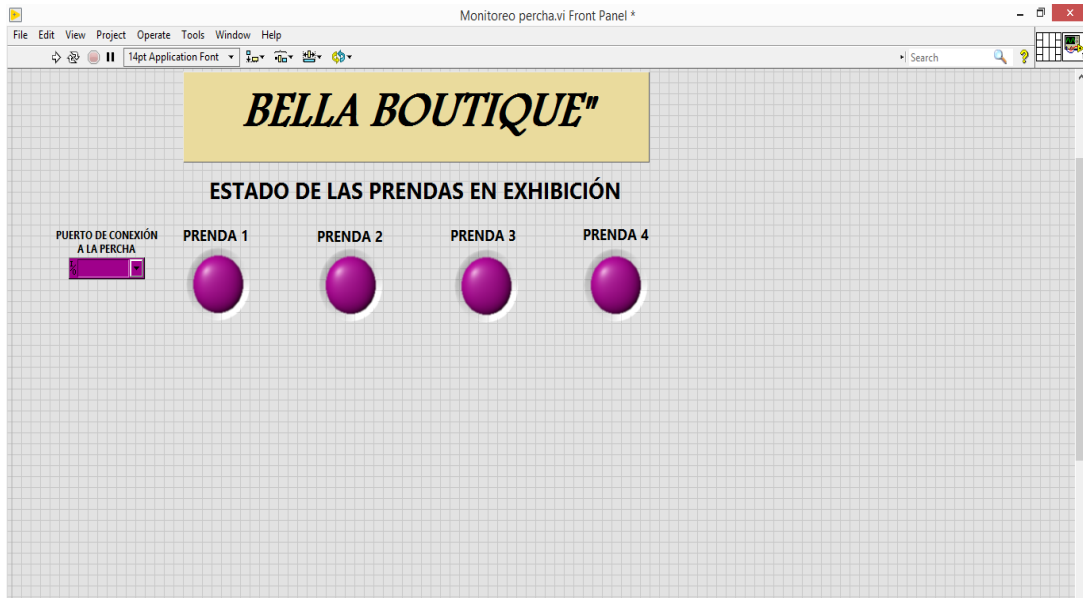 Monitoreo percha.vi Front Panel *
File Edit View Project Operate Tools Window Help
14pt Application Font
Search
BELLA BOUTIQUE"
ESTADO DE LAS PRENDAS EN EXHIBICIÓN
PUERTO DE CONEXIÓN
A LA PERCHA
PRENDA 1
PRENDA 2
PRENDA 3
PRENDA 4